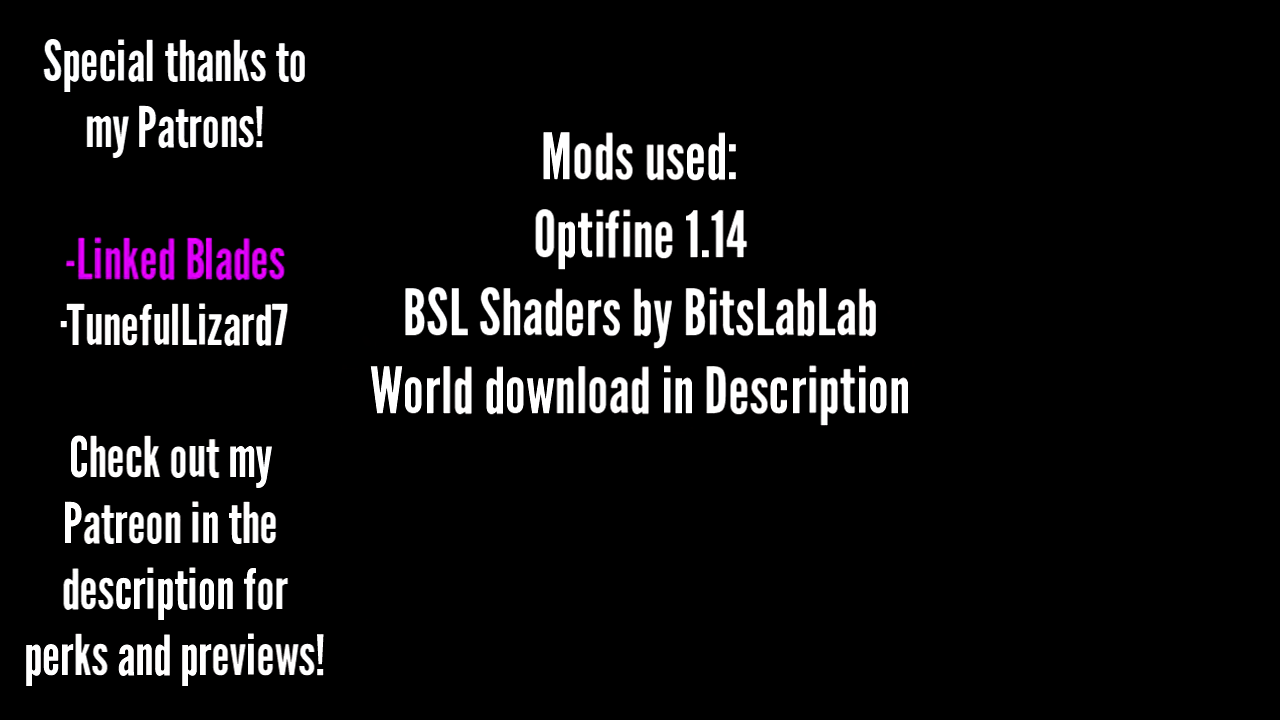 Special thanks to
my Patrons!
-Linked Blades
-TunefulLizard7
Check out my
Patreon in the
description for
perks and previews!
Mods used:
Optifine 1.14
BSL Shaders by BitsLabLab
World download in Description